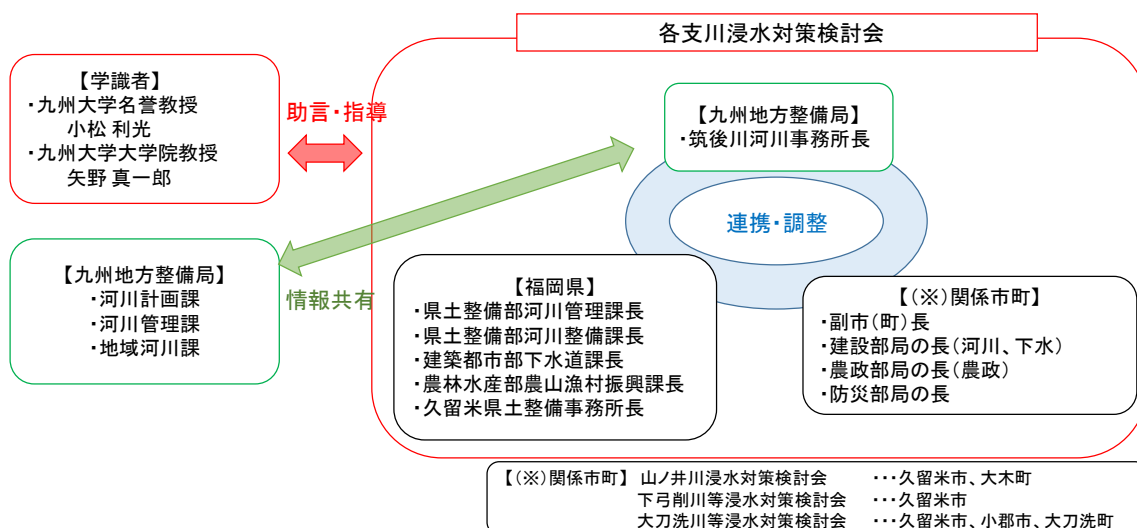 各支川浸水対策検討会
【学識者】
・九州大学名誉教授
小松 利光
・九州大学大学院教授
矢野 真一郎
助言・指導
【九州地方整備局】
・筑後川河川事務所長
連携・調整
【九州地方整備局】
・河川計画課
・河川管理課
・地域河川課
情報共有
【福岡県】
・県土整備部河川管理課長
・県土整備部河川整備課長
・建築都市部下水道課長
・農林水産部農山漁村振興課長
・久留米県土整備事務所長
【(※)関係市町】
・副市(町)長
・建設部局の長(河川、下水)
・農政部局の長(農政)
・防災部局の長
【(※)関係市町】 山ノ井川浸水対策検討会 ・・・久留米市、大木町
下弓削川等浸水対策検討会 ・・・久留米市
大刀洗川等浸水対策検討会 ・・・久留米市、小郡市、大刀洗町